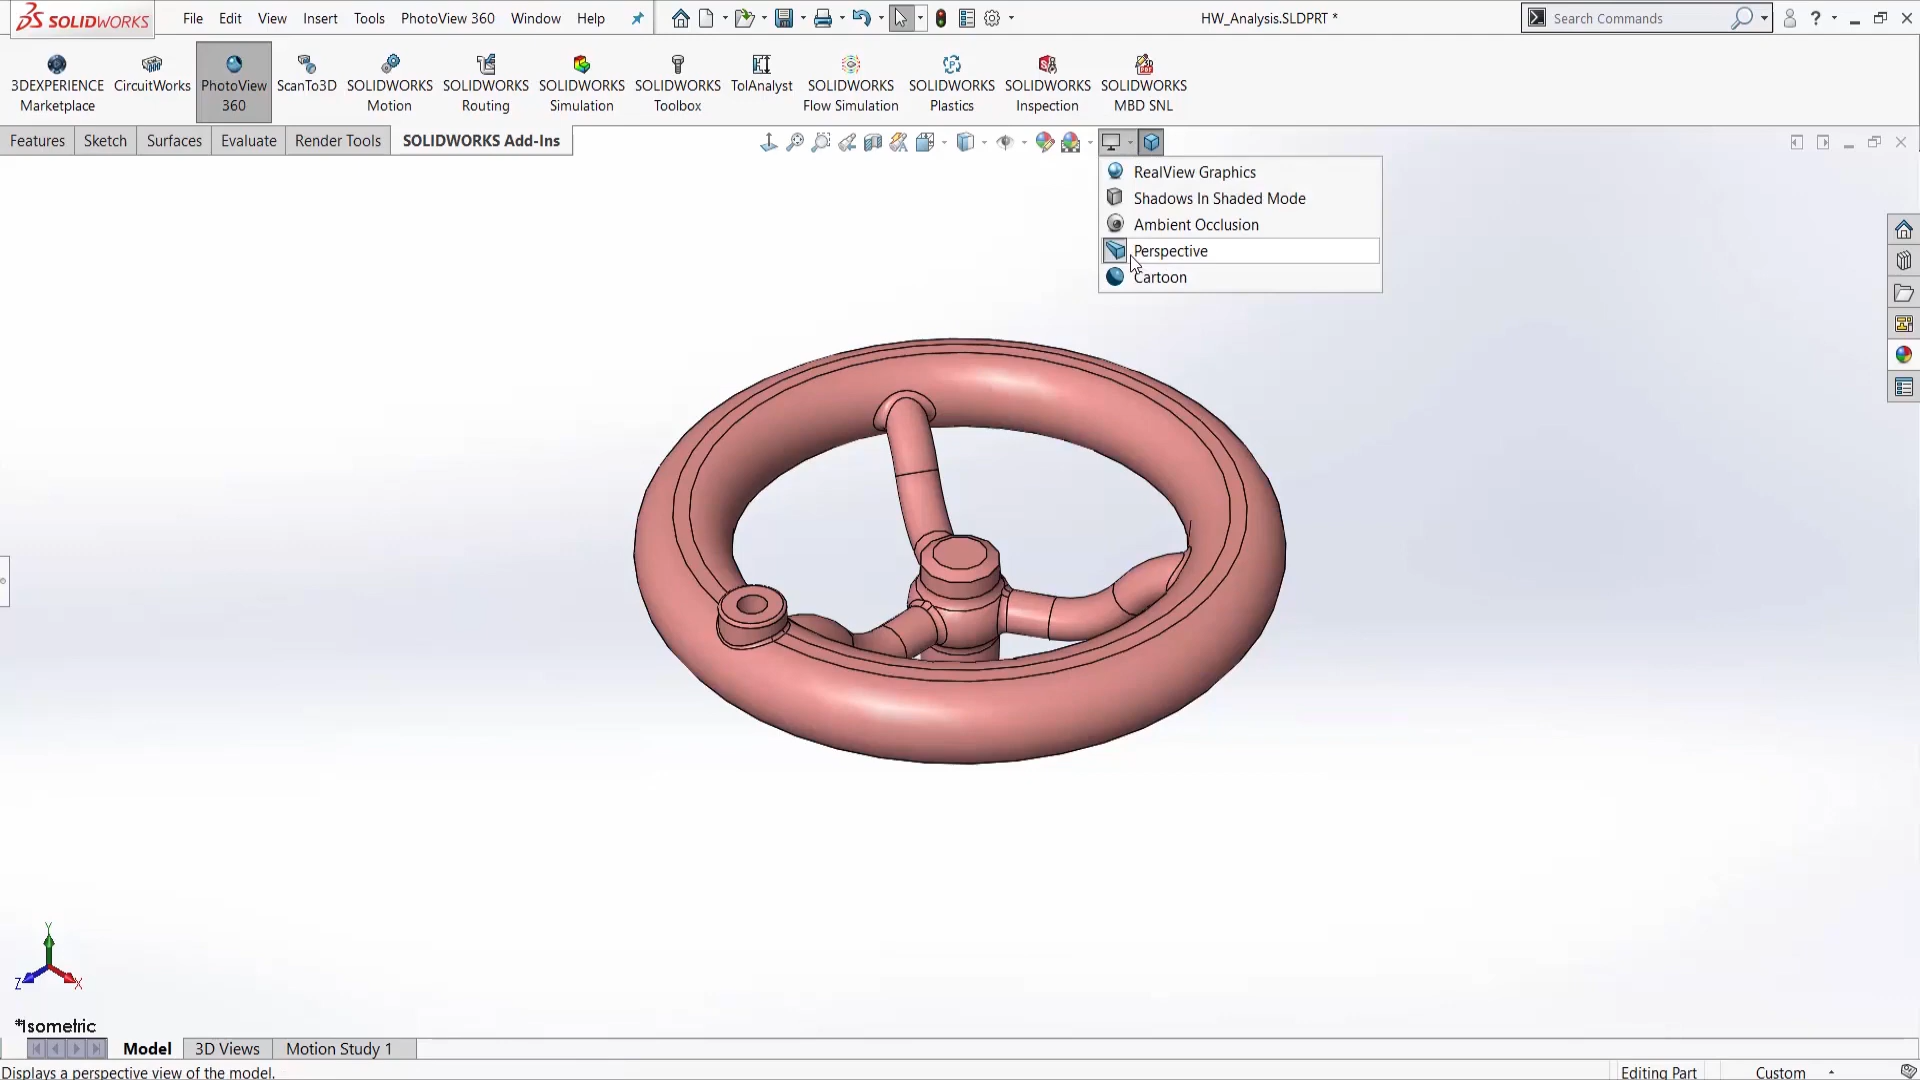 SOLIDWORKS
File Edit View Insert Tools PhotoView 360 Window Help
HW_Analysis.SLDPRT *
Search Commands
?
3DEXPERIENCE Marketplace
CircuitWorks
PhotoView 360
ScanTo3D
SOLIDWORKS Motion
SOLIDWORKS Routing
SOLIDWORKS Simulation
SOLIDWORKS Toolbox
TolAnalyst
SOLIDWORKS Flow Simulation
SOLIDWORKS Plastics
SOLIDWORKS Inspection
SOLIDWORKS MBD SNL
Features Sketch Surfaces Evaluate Render Tools SOLIDWORKS Add-Ins
RealView Graphics
Shadows In Shaded Mode
Ambient Occlusion
Perspective
Cartoon
Y
Z X
*Isometric
Model 3D Views Motion Study 1
Displays a perspective view of the model.
Editing Part Custom